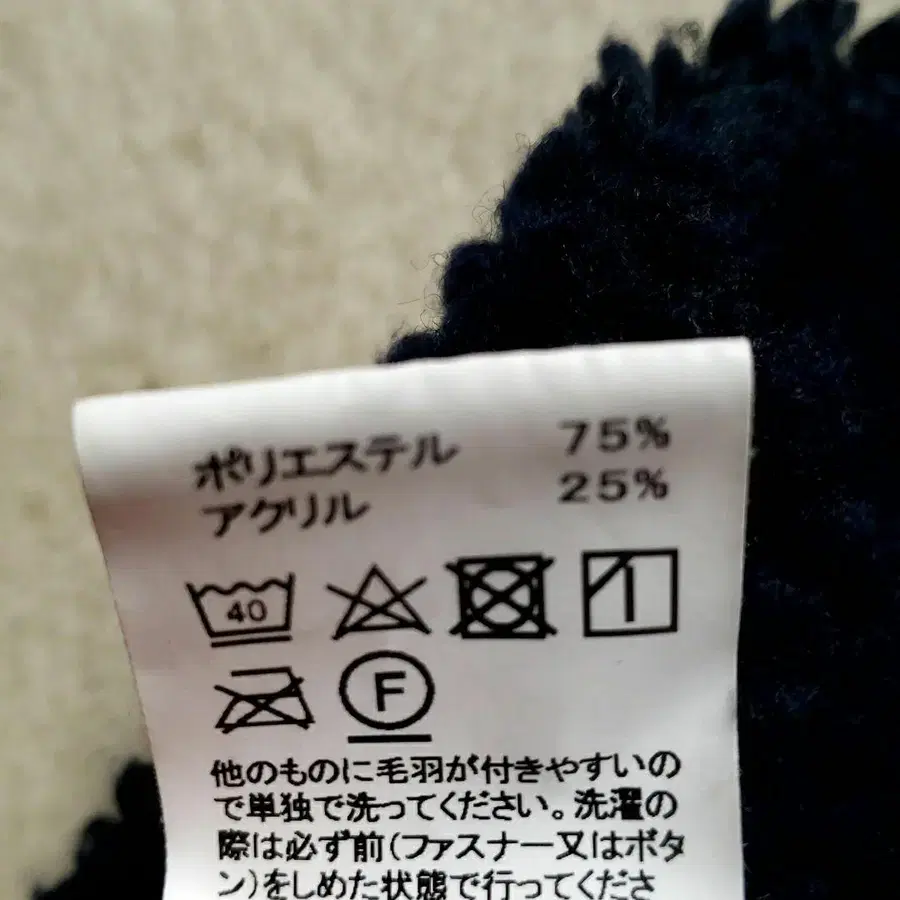 ポリエステル 75%
アクリル 25%
40
F
他のものに毛羽が付きやすいの
で単独で洗ってください。洗濯の
際は必ず前(ファスナー又はボタ
ン)をしめた状態で行ってくださ